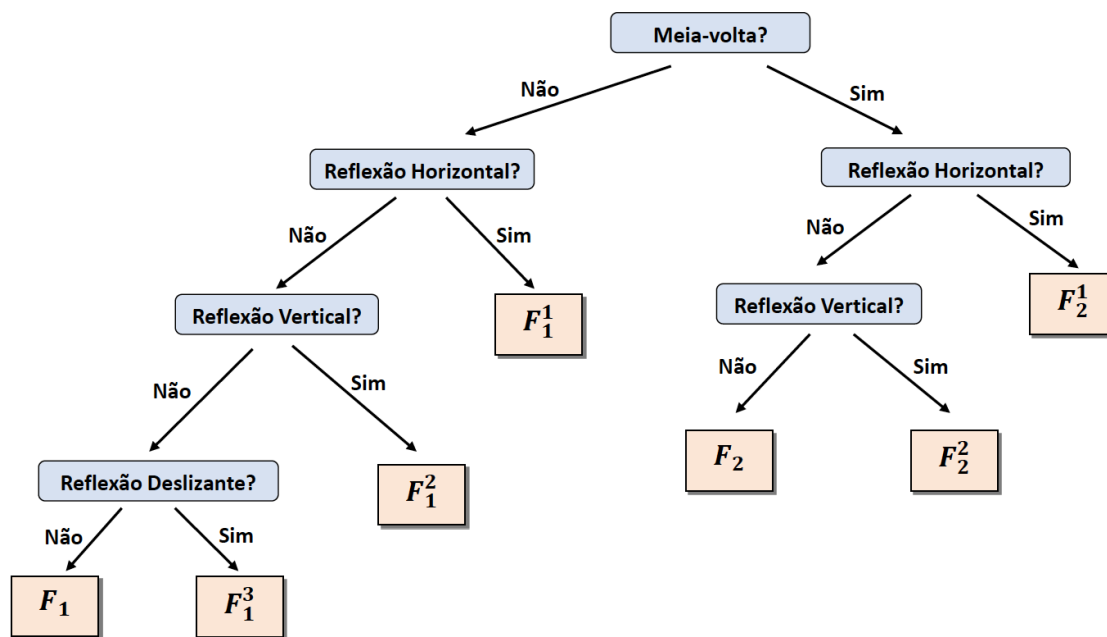 Meia-volta?
Não
Sim
Reflexão Horizontal?
Reflexão Horizontal?
Não
Sim
Não
Sim
Reflexão Vertical?
$F_1^1$
Reflexão Vertical?
$F_2^1$
Não
Sim
Não
Sim
Reflexão Deslizante?
$F_1^2$
$F_2$
$F_2^2$
Não
Sim
$F_1$
$F_1^3$